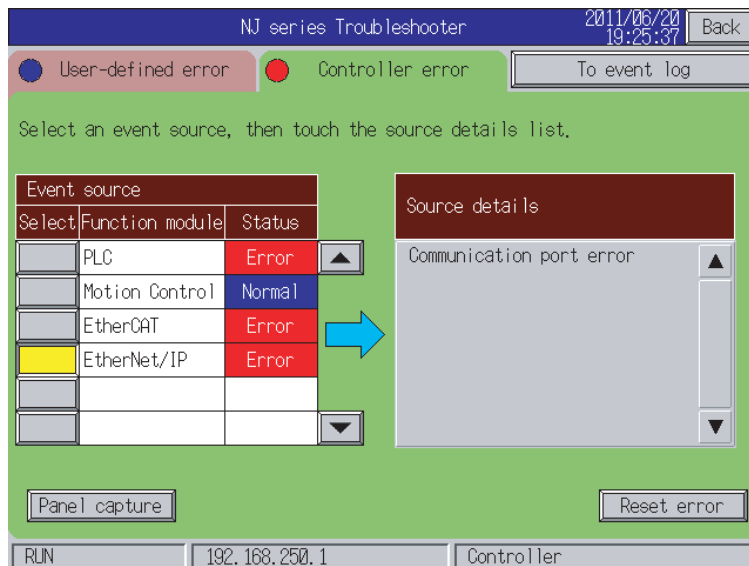 NJ series Troubleshooter
2011/06/20
19:25:37
Back
User-defined error
Controller error
To event log
Select an event source, then touch the source details list.
Event source
Select Function module Status
Source details
PLC Error
Communication port error
Motion Control Normal
EtherCAT Error
EtherNet/IP Error
Panel capture
Reset error
RUN
192.168.250.1
Controller